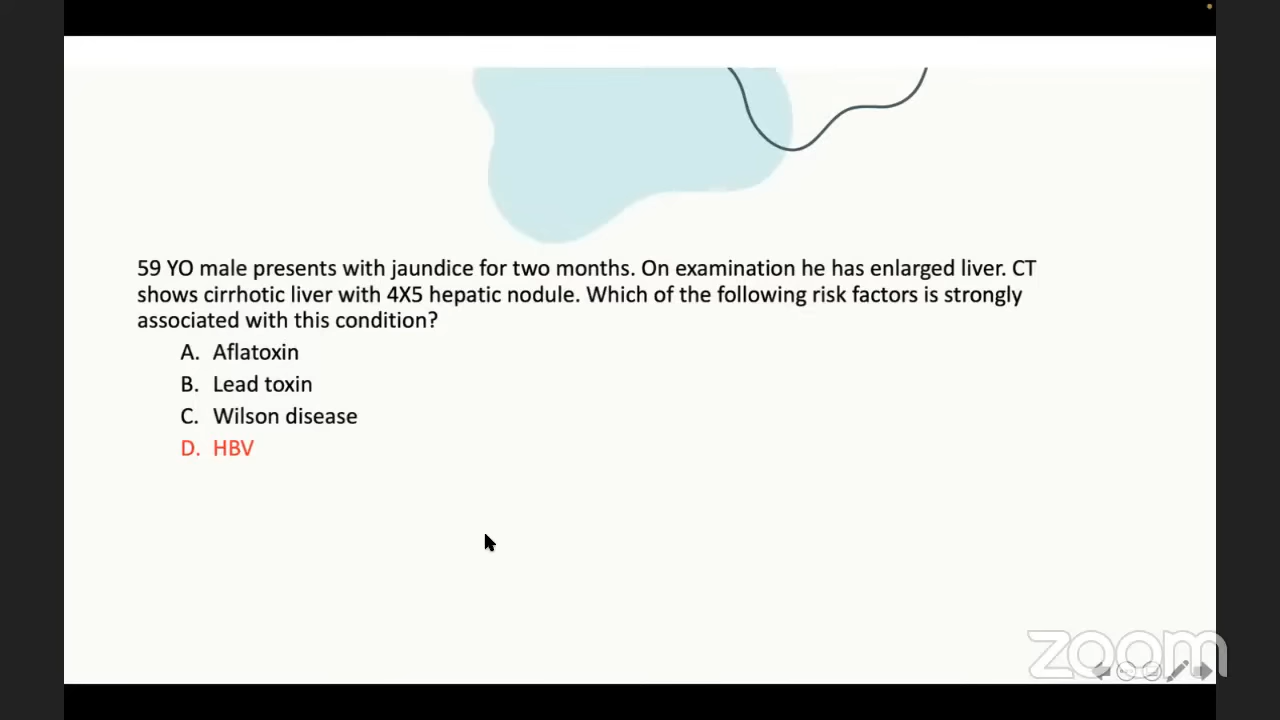 59 YO male presents with jaundice for two months. On examination he has enlarged liver. CT
shows cirrhotic liver with 4X5 hepatic nodule. Which of the following risk factors is strongly
associated with this condition?
A. Aflatoxin
B. Lead toxin
C. Wilson disease
D. HBV
zoom